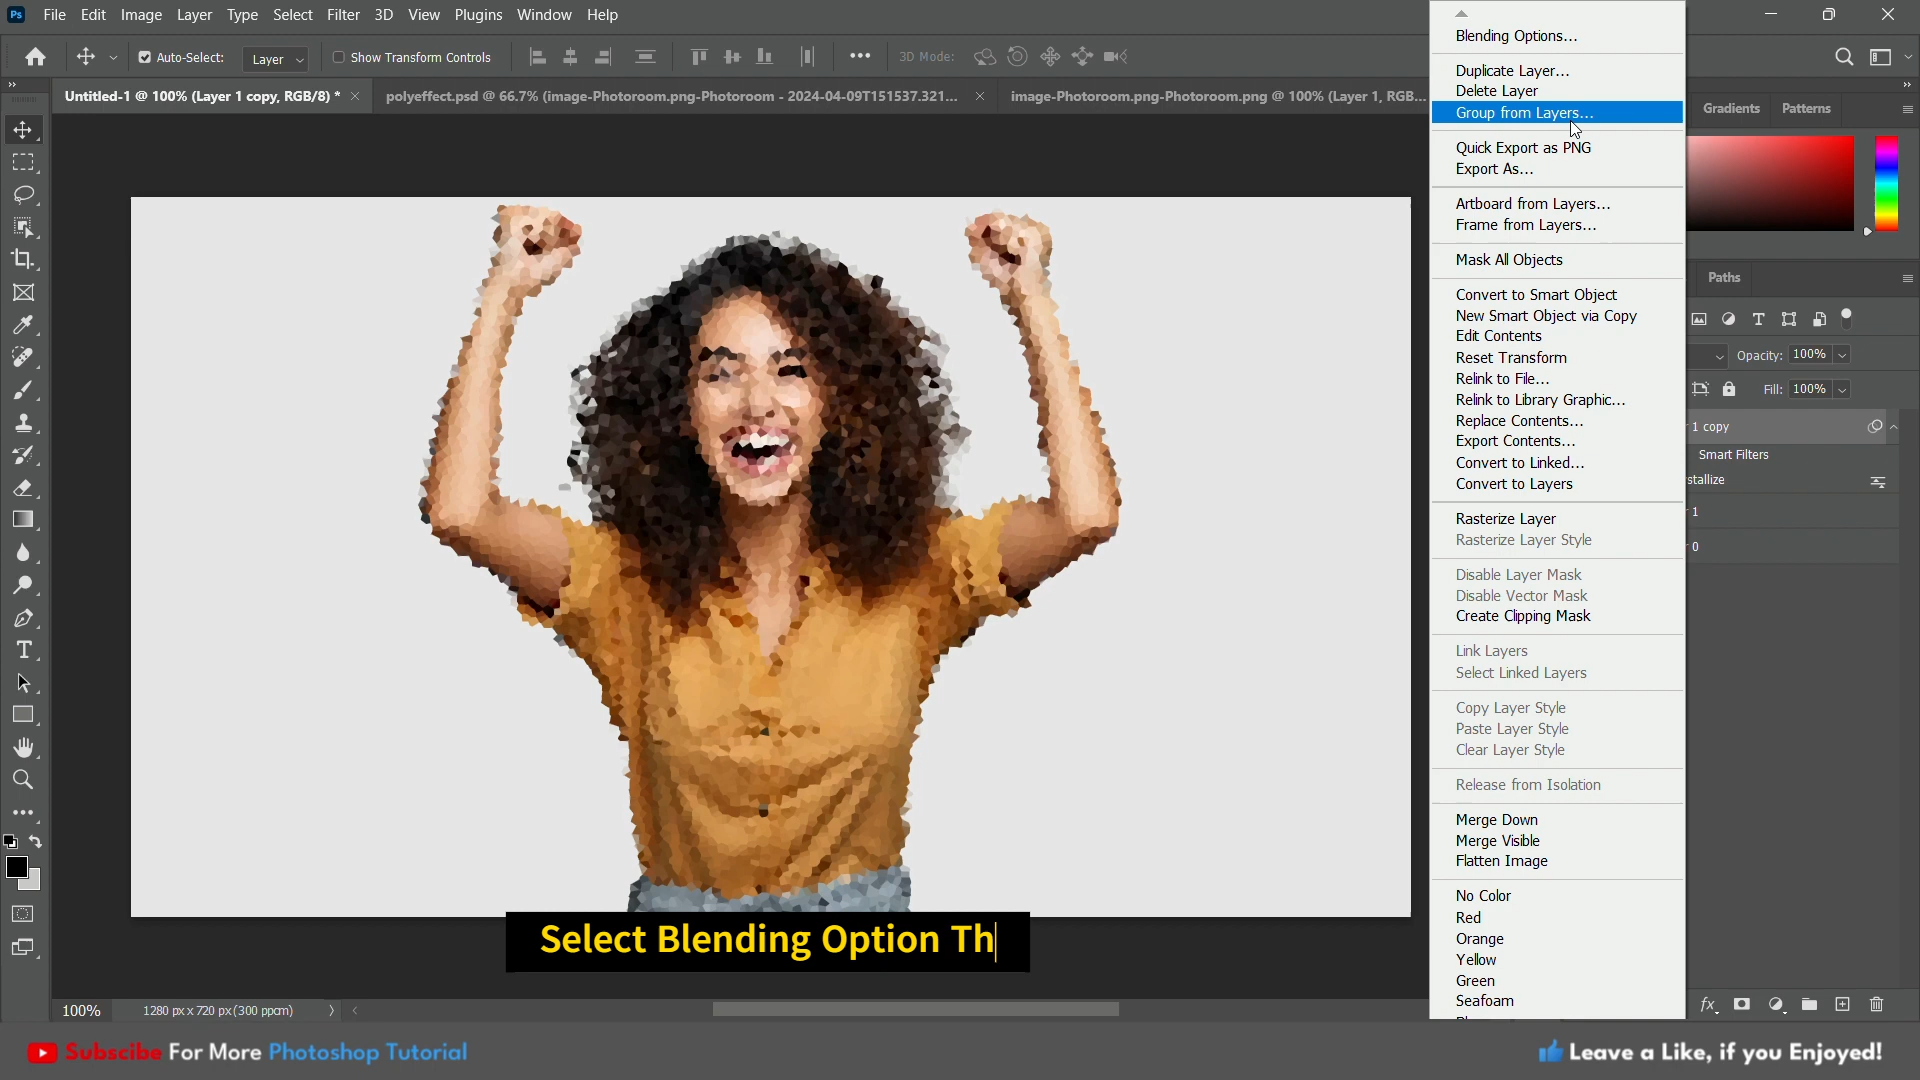 Ps File Edit Image Layer Type Select Filter 3D View Plugins Window Help
Auto-Select: Layer Show Transform Controls 3D Mode:
Untitled-1 @ 100% (Layer 1 copy, RGB/8) * polyeffect.psd @ 66.7% (image-Photoroom.png-Photoroom - 2024-04-09T151537.321... image-Photoroom.png-Photoroom.png @ 100% (Layer 1, RGB...
Gradients Patterns
Paths
Opacity: 100%
Fill: 100%
1 copy
Smart Filters
stallize
1
0
Blending Options...
Duplicate Layer...
Delete Layer
Group from Layers...
Quick Export as PNG
Export As...
Artboard from Layers...
Frame from Layers...
Mask All Objects
Convert to Smart Object
New Smart Object via Copy
Edit Contents
Reset Transform
Relink to File...
Relink to Library Graphic...
Replace Contents...
Export Contents...
Convert to Linked...
Convert to Layers
Rasterize Layer
Rasterize Layer Style
Disable Layer Mask
Disable Vector Mask
Create Clipping Mask
Link Layers
Select Linked Layers
Copy Layer Style
Paste Layer Style
Clear Layer Style
Release from Isolation
Merge Down
Merge Visible
Flatten Image
No Color
Red
Orange
Yellow
Green
Seafoam
Select Blending Option Th
100% 1280 px x 720 px (300 ppcm)
fx
Subscibe For More Photoshop Tutorial
Leave a Like, if you Enjoyed!